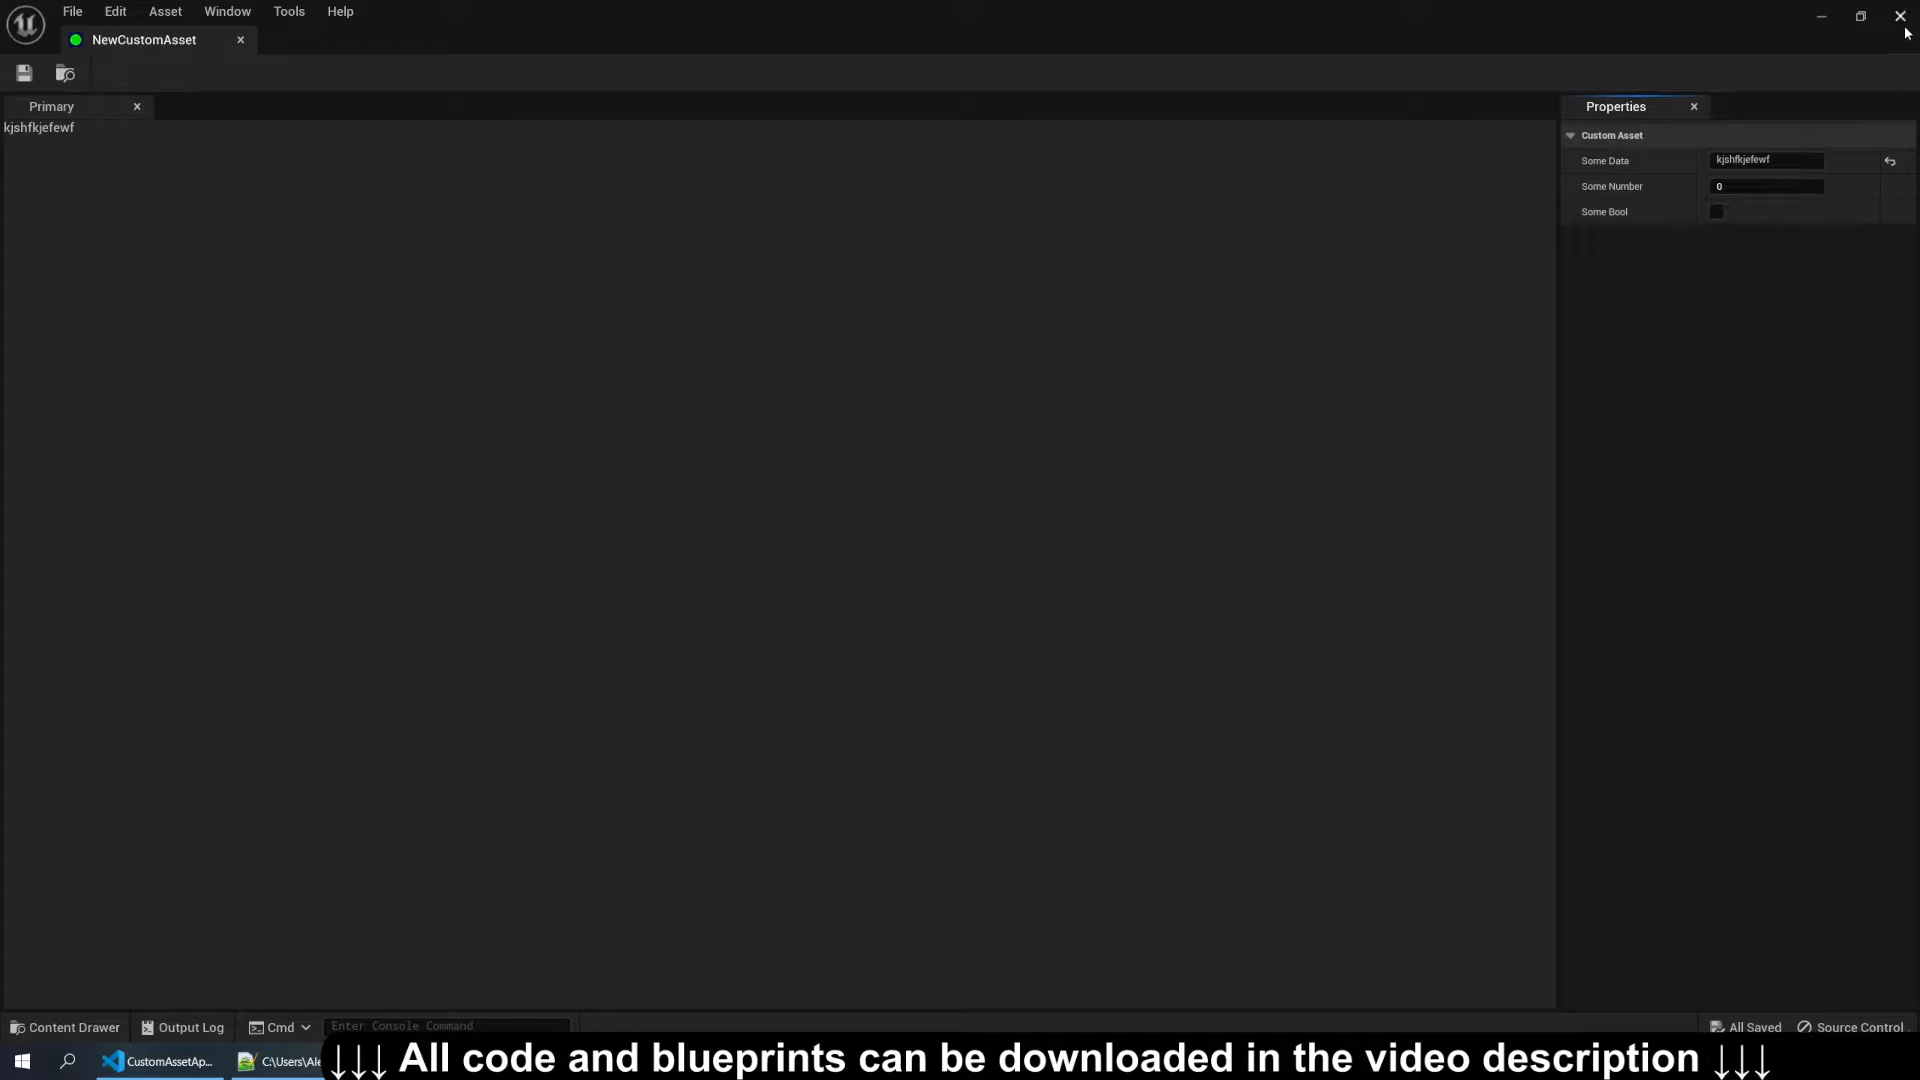 File Edit Asset Window Tools Help
NewCustomAsset
Primary
kjshfkjefewf
Properties
Custom Asset
Some Data kjshfkjefewf
Some Number 0
Some Bool
Content Drawer Output Log Cmd Enter Console Command All Saved Source Control
CustomAssetAp... C:\Users\Ale
↓↓↓ All code and blueprints can be downloaded in the video description ↓↓↓